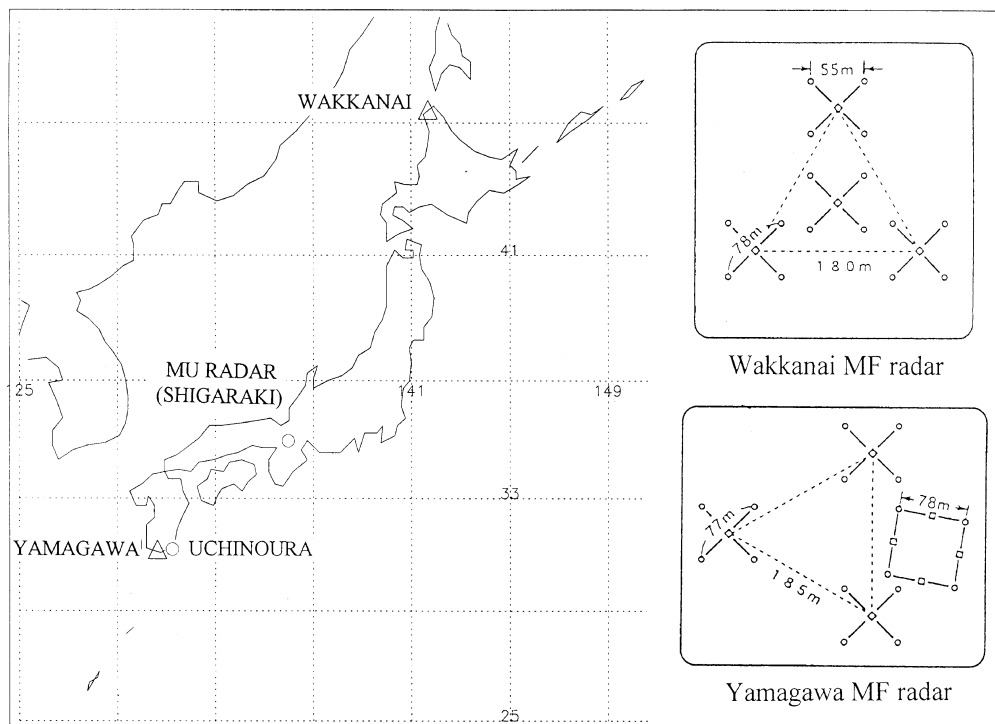 WAKKANAI
41
MU RADAR
(SHIGARAKI)
125
141
149
33
YAMAGAWA
UCHINOURA
25
55m
78m
180m
Wakkanai MF radar
78m
77m
185m
Yamagawa MF radar